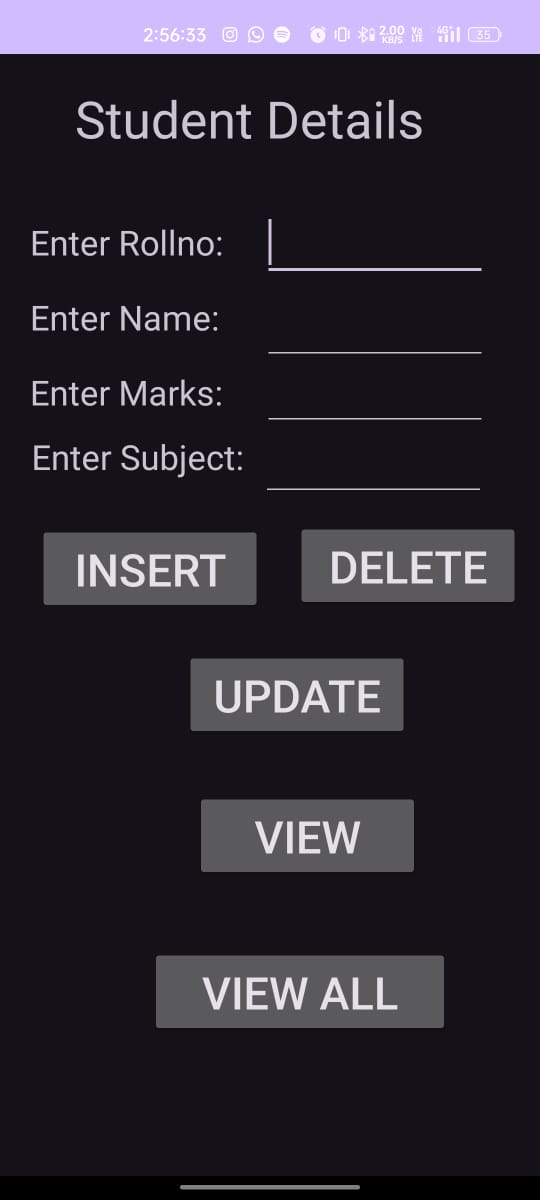 2:56:33 2.00 KB/S Vo LTE 4G+ 35
Student Details
Enter Rollno:
Enter Name:
Enter Marks:
Enter Subject:
INSERT DELETE
UPDATE
VIEW
VIEW ALL